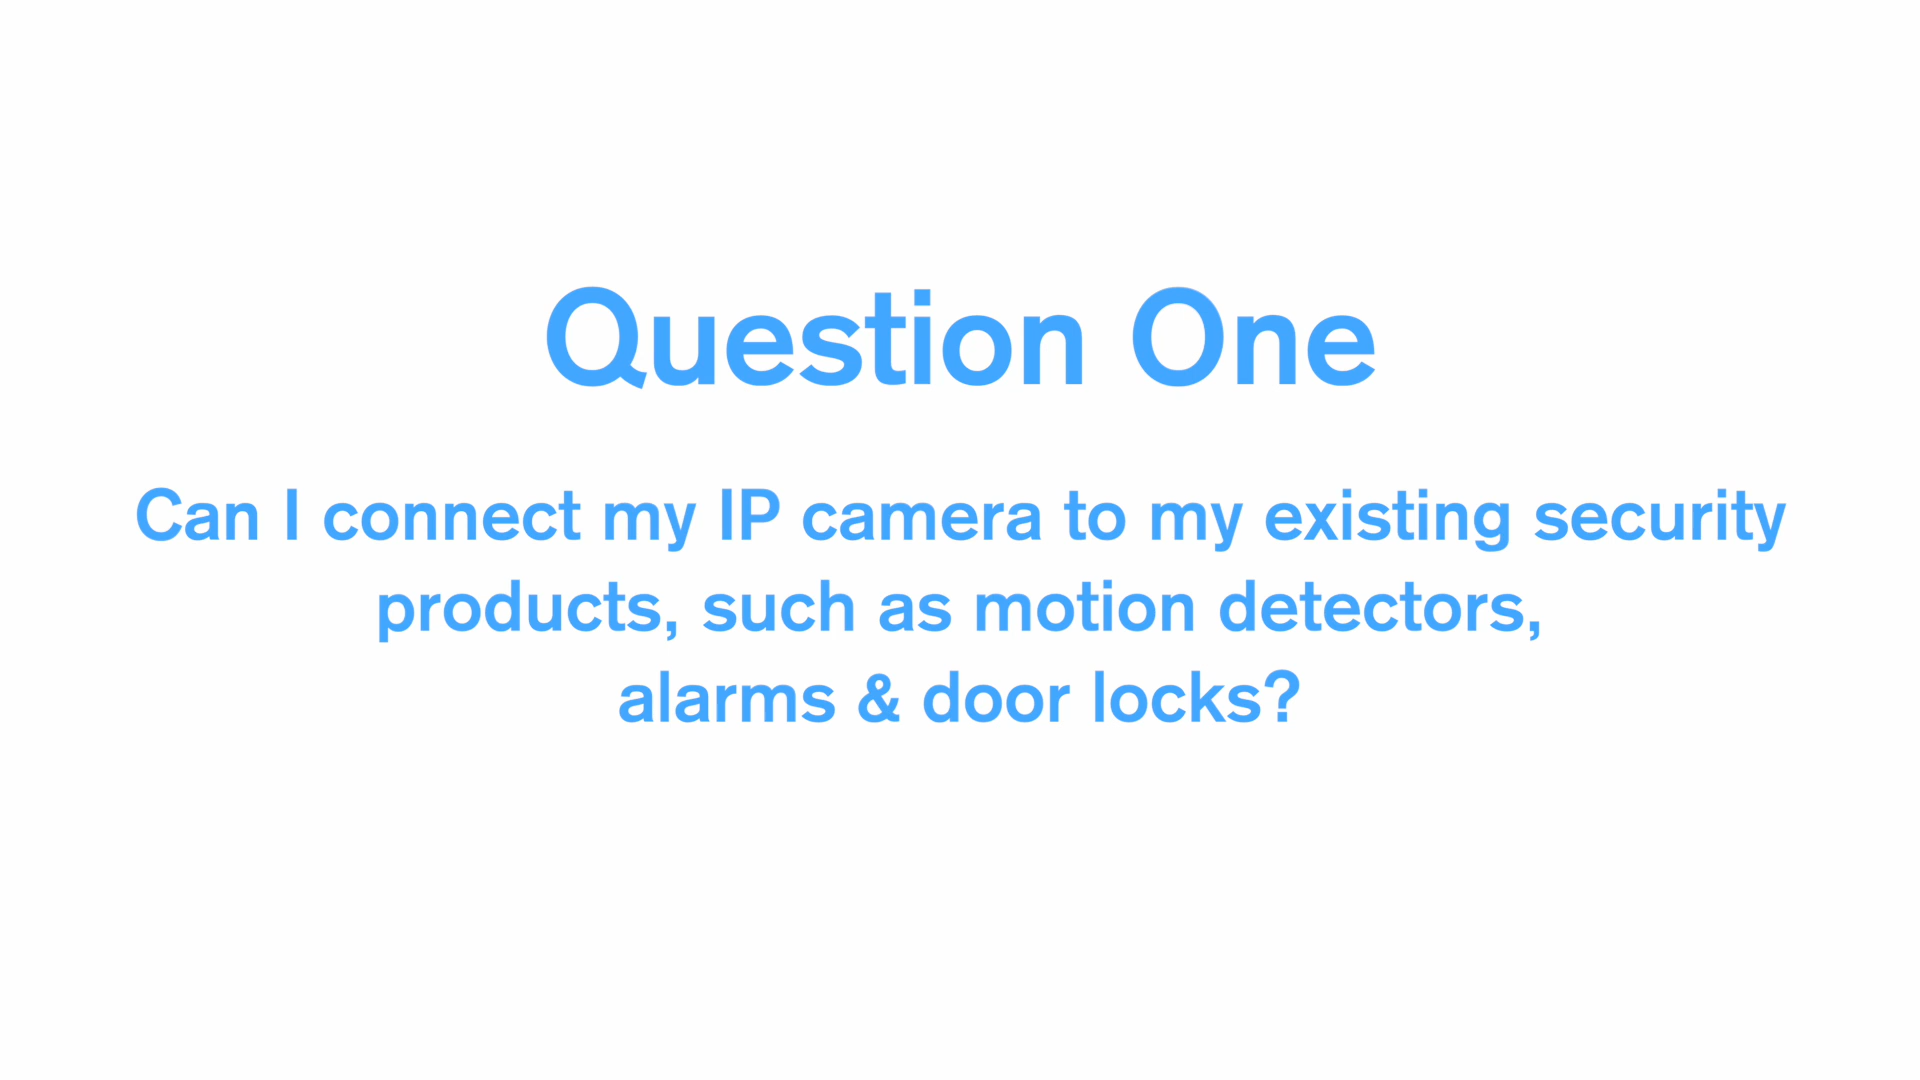 Question One
Can I connect my IP camera to my existing security
products, such as motion detectors,
alarms & door locks?